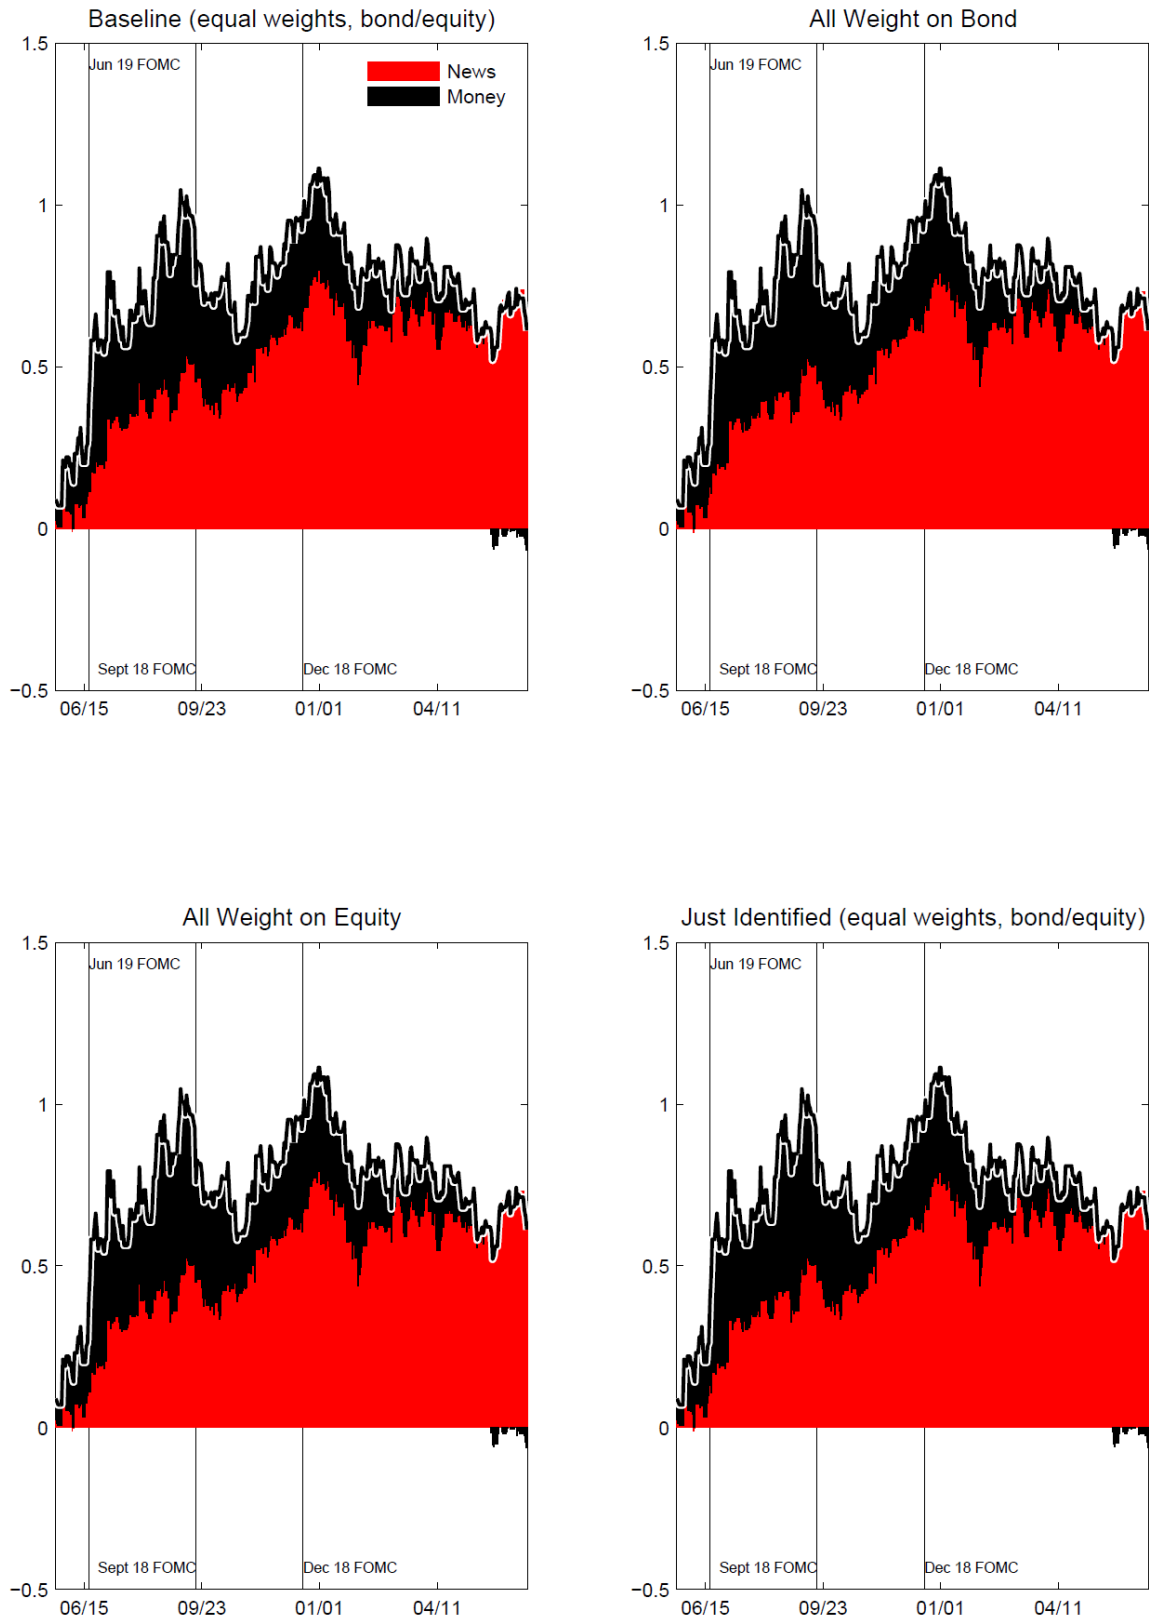 Baseline (equal weights, bond/equity)
1.5
Jun 19 FOMC
News
Money
1
0.5
0
Sept 18 FOMC
Dec 18 FOMC
−0.5
06/15
09/23
01/01
04/11
All Weight on Bond
1.5
Jun 19 FOMC
1
0.5
0
Sept 18 FOMC
Dec 18 FOMC
−0.5
06/15
09/23
01/01
04/11
All Weight on Equity
1.5
Jun 19 FOMC
1
0.5
0
Sept 18 FOMC
Dec 18 FOMC
−0.5
06/15
09/23
01/01
04/11
Just Identified (equal weights, bond/equity)
1.5
Jun 19 FOMC
1
0.5
0
Sept 18 FOMC
Dec 18 FOMC
−0.5
06/15
09/23
01/01
04/11